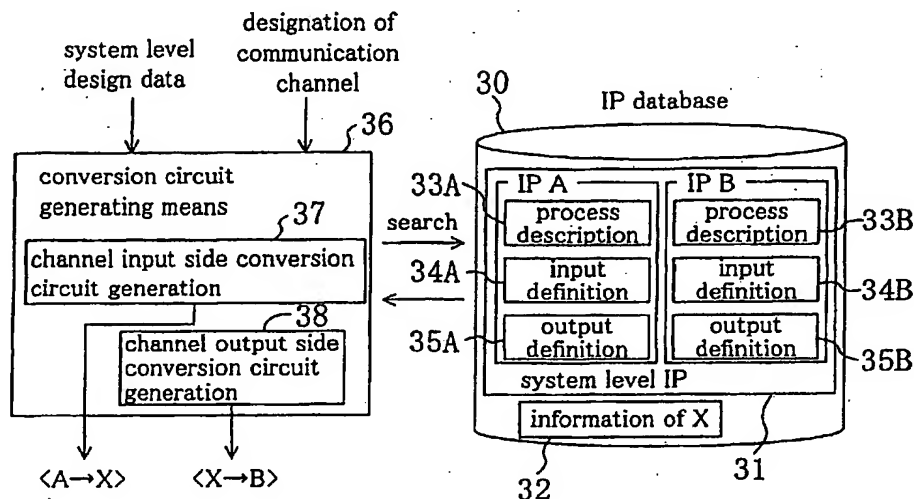 system level
design data
designation of
communication
channel
36
conversion circuit
generating means
37
channel input side conversion
circuit generation
38
channel output side
conversion circuit
generation
<A→X>
<X→B>
search
30
IP database
IP A
IP B
33A
process
description
process
description
33B
34A
input
definition
input
definition
34B
35A
output
definition
output
definition
35B
system level IP
information of X
32
31